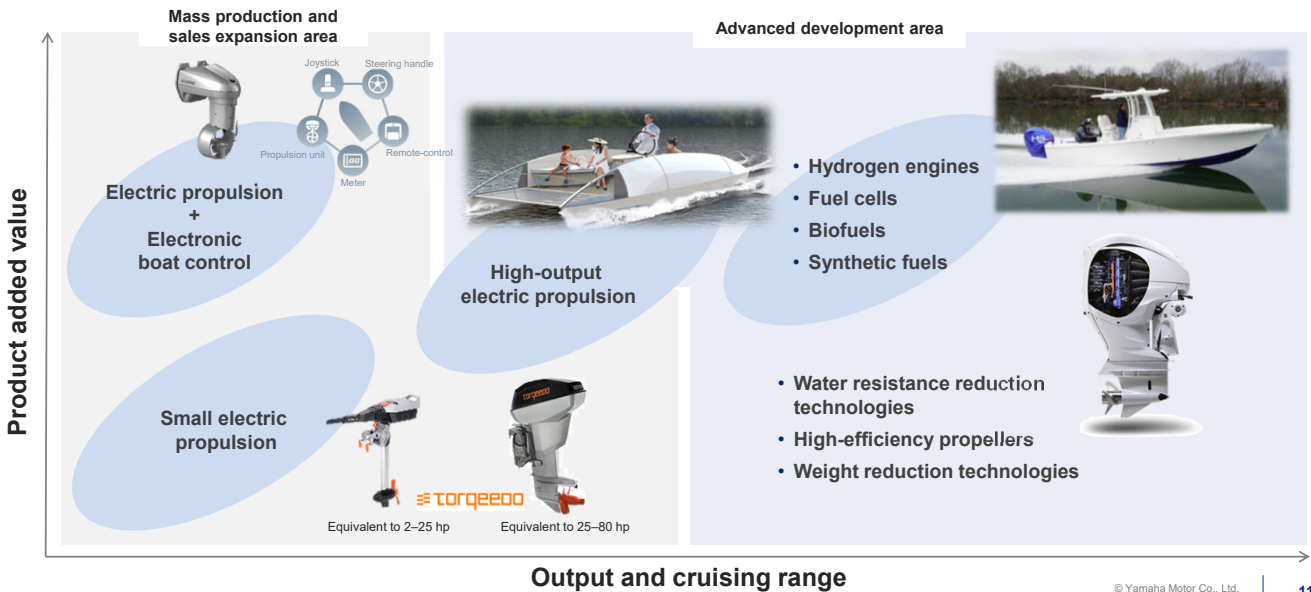 Mass production and
sales expansion area
Advanced development area
Product added value
Joystick
Steering handle
Propulsion unit
Remote-control
Meter
Electric propulsion
+
Electronic
boat control
High-output
electric propulsion
• Hydrogen engines
• Fuel cells
• Biofuels
• Synthetic fuels
Small electric
propulsion
TORQEEDO
TORQEEDO
Equivalent to 2–25 hp
Equivalent to 25–80 hp
• Water resistance reduction
technologies
• High-efficiency propellers
• Weight reduction technologies
Output and cruising range
© Yamaha Motor Co., Ltd.
11